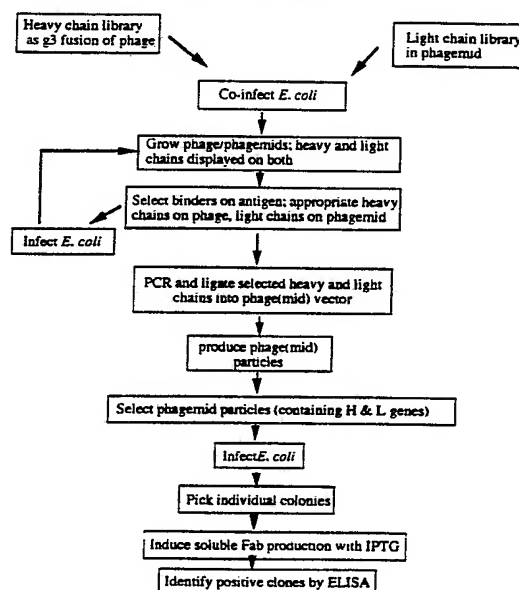 Heavy chain library
as g3 fusion of phage
Light chain library
in phagemid
Co-infect E. coli
Grow phage/phagemids; heavy and light
chains displayed on both
Select binders on antigen; appropriate heavy
chains on phage, light chains on phagemid
Infect E. coli
PCR and ligate selected heavy and light
chains into phage(mid) vector
produce phage(mid)
particles
Select phagemid particles (containing H & L genes)
InfectE. coli
Pick individual colonies
Induce soluble Fab production with IPTG
Identify positive clones by ELISA